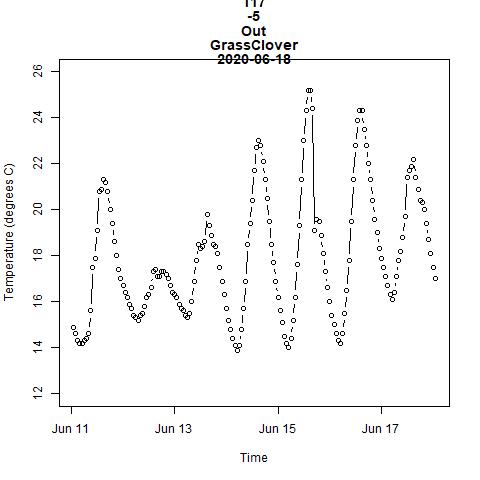 117
-5
Out
GrassClover
2020-06-18
26
24
22
20
18
16
14
12
Temperature (degrees C)
Jun 11
Jun 13
Jun 15
Jun 17
Time